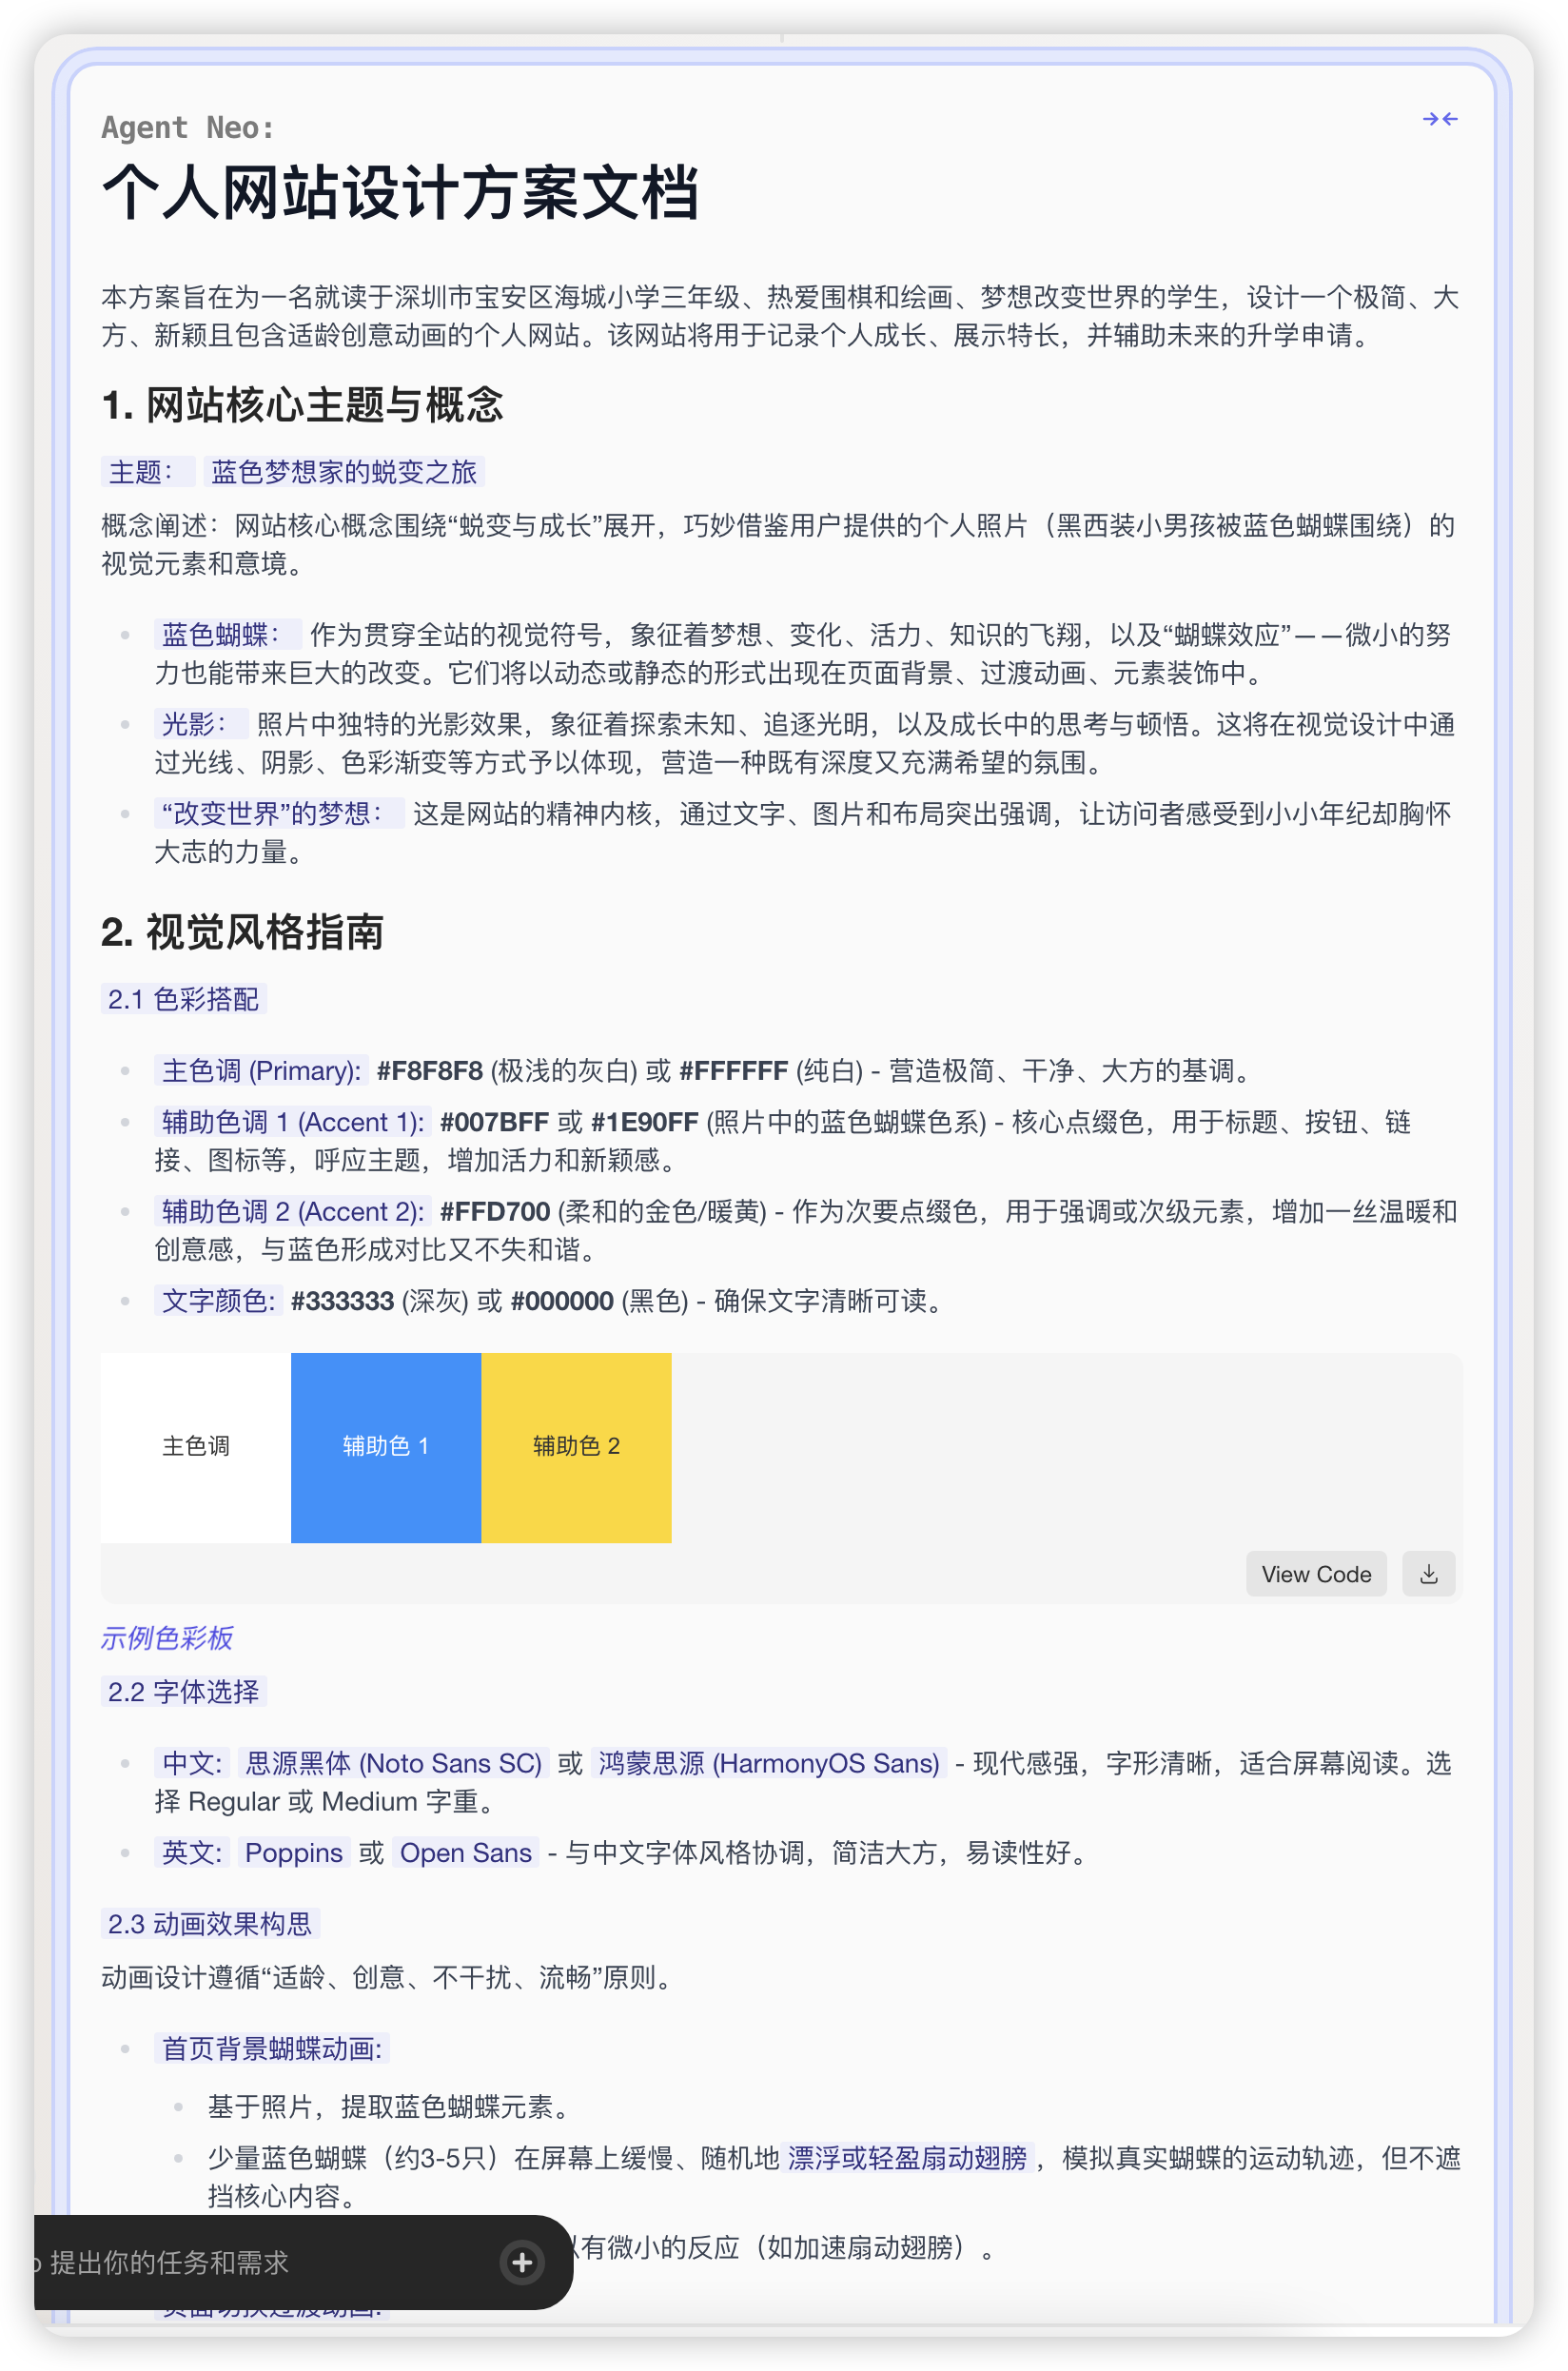 Agent Neo:
个人网站设计方案文档
本方案旨在为一名就读于深圳市宝安区海城小学三年级、热爱围棋和绘画、梦想改变世界的学生，设计一个极简、大
方、新颖且包含适龄创意动画的个人网站。该网站将用于记录个人成长、展示特长，并辅助未来的升学申请。
1. 网站核心主题与概念
主题： 蓝色梦想家的蜕变之旅
概念阐述：网站核心概念围绕“蜕变与成长”展开，巧妙借鉴用户提供的个人照片（黑西装小男孩被蓝色蝴蝶围绕）的
视觉元素和意境。
蓝色蝴蝶： 作为贯穿全站的视觉符号，象征着梦想、变化、活力、知识的飞翔，以及“蝴蝶效应”——微小的努
力也能带来巨大的改变。它们将以动态或静态的形式出现在页面背景、过渡动画、元素装饰中。
光影： 照片中独特的光影效果，象征着探索未知、追逐光明，以及成长中的思考与顿悟。这将在视觉设计中通
过光线、阴影、色彩渐变等方式予以体现，营造一种既有深度又充满希望的氛围。
“改变世界”的梦想： 这是网站的精神内核，通过文字、图片和布局突出强调，让访问者感受到小小年纪却胸怀
大志的力量。
2. 视觉风格指南
2.1 色彩搭配
主色调 (Primary): #F8F8F8 (极浅的灰白) 或 #FFFFFF (纯白) - 营造极简、干净、大方的基调。
辅助色调 1 (Accent 1): #007BFF 或 #1E90FF (照片中的蓝色蝴蝶色系) - 核心点缀色，用于标题、按钮、链
接、图标等，呼应主题，增加活力和新颖感。
辅助色调 2 (Accent 2): #FFD700 (柔和的金色/暖黄) - 作为次要点缀色，用于强调或次级元素，增加一丝温暖和
创意感，与蓝色形成对比又不失和谐。
文字颜色: #333333 (深灰) 或 #000000 (黑色) - 确保文字清晰可读。
主色调
辅助色 1
辅助色 2
View Code
示例色彩板
2.2 字体选择
中文: 思源黑体 (Noto Sans SC) 或 鸿蒙思源 (HarmonyOS Sans) - 现代感强，字形清晰，适合屏幕阅读。选
择 Regular 或 Medium 字重。
英文: Poppins 或 Open Sans - 与中文字体风格协调，简洁大方，易读性好。
2.3 动画效果构思
动画设计遵循“适龄、创意、不干扰、流畅”原则。
首页背景蝴蝶动画:
基于照片，提取蓝色蝴蝶元素。
少量蓝色蝴蝶（约3-5只）在屏幕上缓慢、随机地漂浮或轻盈扇动翅膀，模拟真实蝴蝶的运动轨迹，但不遮
挡核心内容。
有微小的反应（如加速扇动翅膀）。
提出你的任务和需求